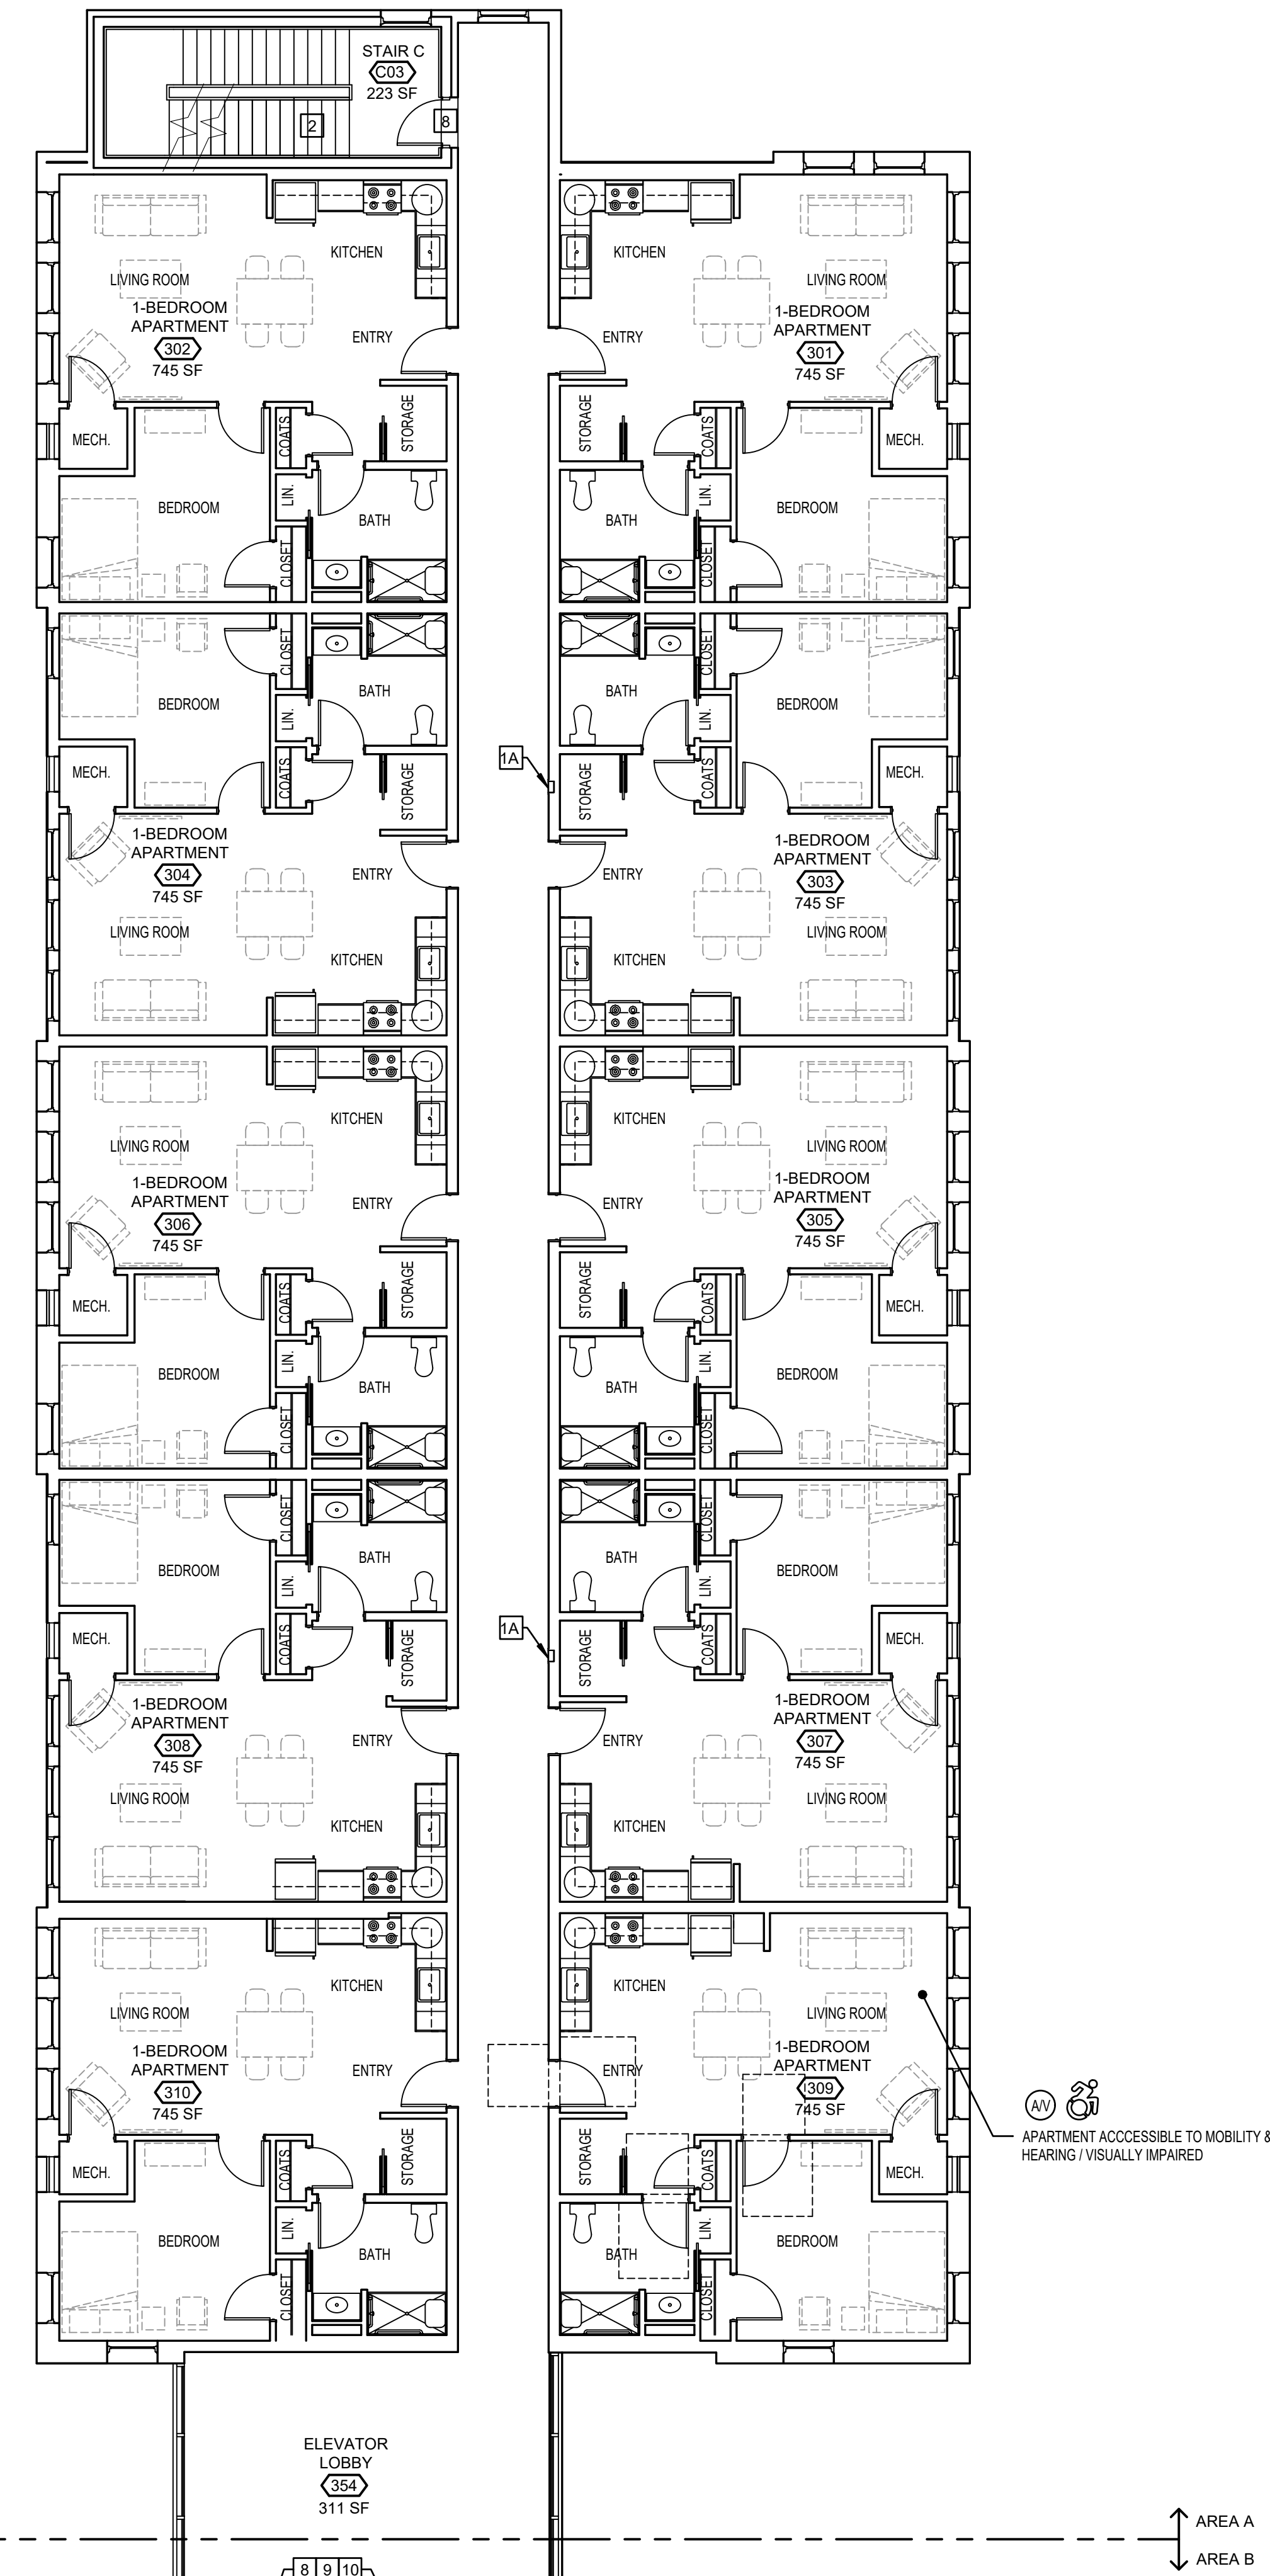 STAIR C
C03
223 SF
2
8
KITCHEN
LIVING ROOM
1-BEDROOM
APARTMENT
302
745 SF
ENTRY
MECH.
COATS
STORAGE
BEDROOM
LIN.
BATH
CLOSET
KITCHEN
LIVING ROOM
1-BEDROOM
APARTMENT
301
745 SF
ENTRY
STORAGE
COATS
MECH.
BATH
LIN.
BEDROOM
CLOSET
CLOSET
BEDROOM
BATH
LIN.
MECH.
COATS
STORAGE
1-BEDROOM
APARTMENT
304
745 SF
ENTRY
LIVING ROOM
KITCHEN
1A
CLOSET
BATH
BEDROOM
LIN.
STORAGE
COATS
MECH.
1-BEDROOM
APARTMENT
303
745 SF
ENTRY
LIVING ROOM
KITCHEN
KITCHEN
LIVING ROOM
1-BEDROOM
APARTMENT
306
745 SF
ENTRY
MECH.
COATS
STORAGE
BEDROOM
LIN.
BATH
CLOSET
KITCHEN
LIVING ROOM
1-BEDROOM
APARTMENT
305
745 SF
ENTRY
STORAGE
COATS
MECH.
BATH
LIN.
BEDROOM
CLOSET
CLOSET
BEDROOM
BATH
LIN.
MECH.
COATS
STORAGE
1-BEDROOM
APARTMENT
308
745 SF
ENTRY
LIVING ROOM
KITCHEN
1A
CLOSET
BATH
BEDROOM
LIN.
STORAGE
COATS
MECH.
1-BEDROOM
APARTMENT
307
745 SF
ENTRY
LIVING ROOM
KITCHEN
KITCHEN
LIVING ROOM
1-BEDROOM
APARTMENT
310
745 SF
ENTRY
MECH.
COATS
STORAGE
BEDROOM
LIN.
BATH
CLOSET
KITCHEN
LIVING ROOM
1-BEDROOM
APARTMENT
309
745 SF
ENTRY
STORAGE
COATS
MECH.
BATH
LIN.
BEDROOM
CLOSET
A/V
APARTMENT ACCCESSIBLE TO MOBILITY &
HEARING / VISUALLY IMPAIRED
ELEVATOR
LOBBY
354
311 SF
AREA A
AREA B
8 9 10